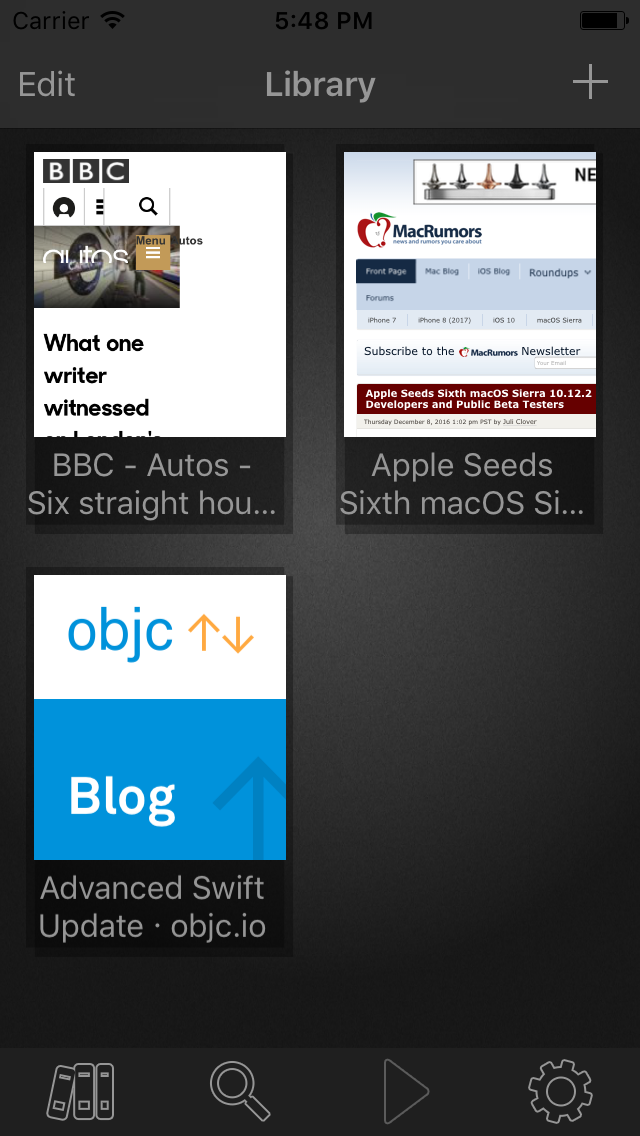 Carrier 5:48 PM
Edit Library
BBC
Menu utos
autos
What one
writer
witnessed
on London's
BBC - Autos -
Six straight hou...
NE
MacRumors
news and rumors you care about
Front Page Mac Blog iOS Blog Roundups
Forums
iPhone 7 iPhone 8 (2017) iOS 10 macOS Sierra
Subscribe to the MacRumors Newsletter
Your Email
Apple Seeds Sixth macOS Sierra 10.12.2
Developers and Public Beta Testers
Thursday December 8, 2016 1:02 pm PST by Juli Clover
Apple Seeds
Sixth macOS Si...
objc ↑↓
Blog
Advanced Swift
Update · objc.io